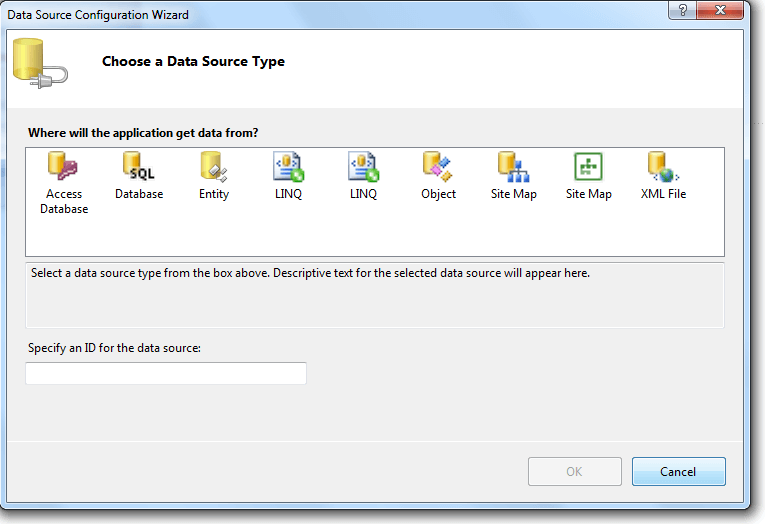 Data Source Configuration Wizard
?
Choose a Data Source Type
Where will the application get data from?
SQL
Access Database
Database
Entity
LINQ
LINQ
Object
Site Map
Site Map
XML File
Select a data source type from the box above. Descriptive text for the selected data source will appear here.
Specify an ID for the data source:
OK
Cancel